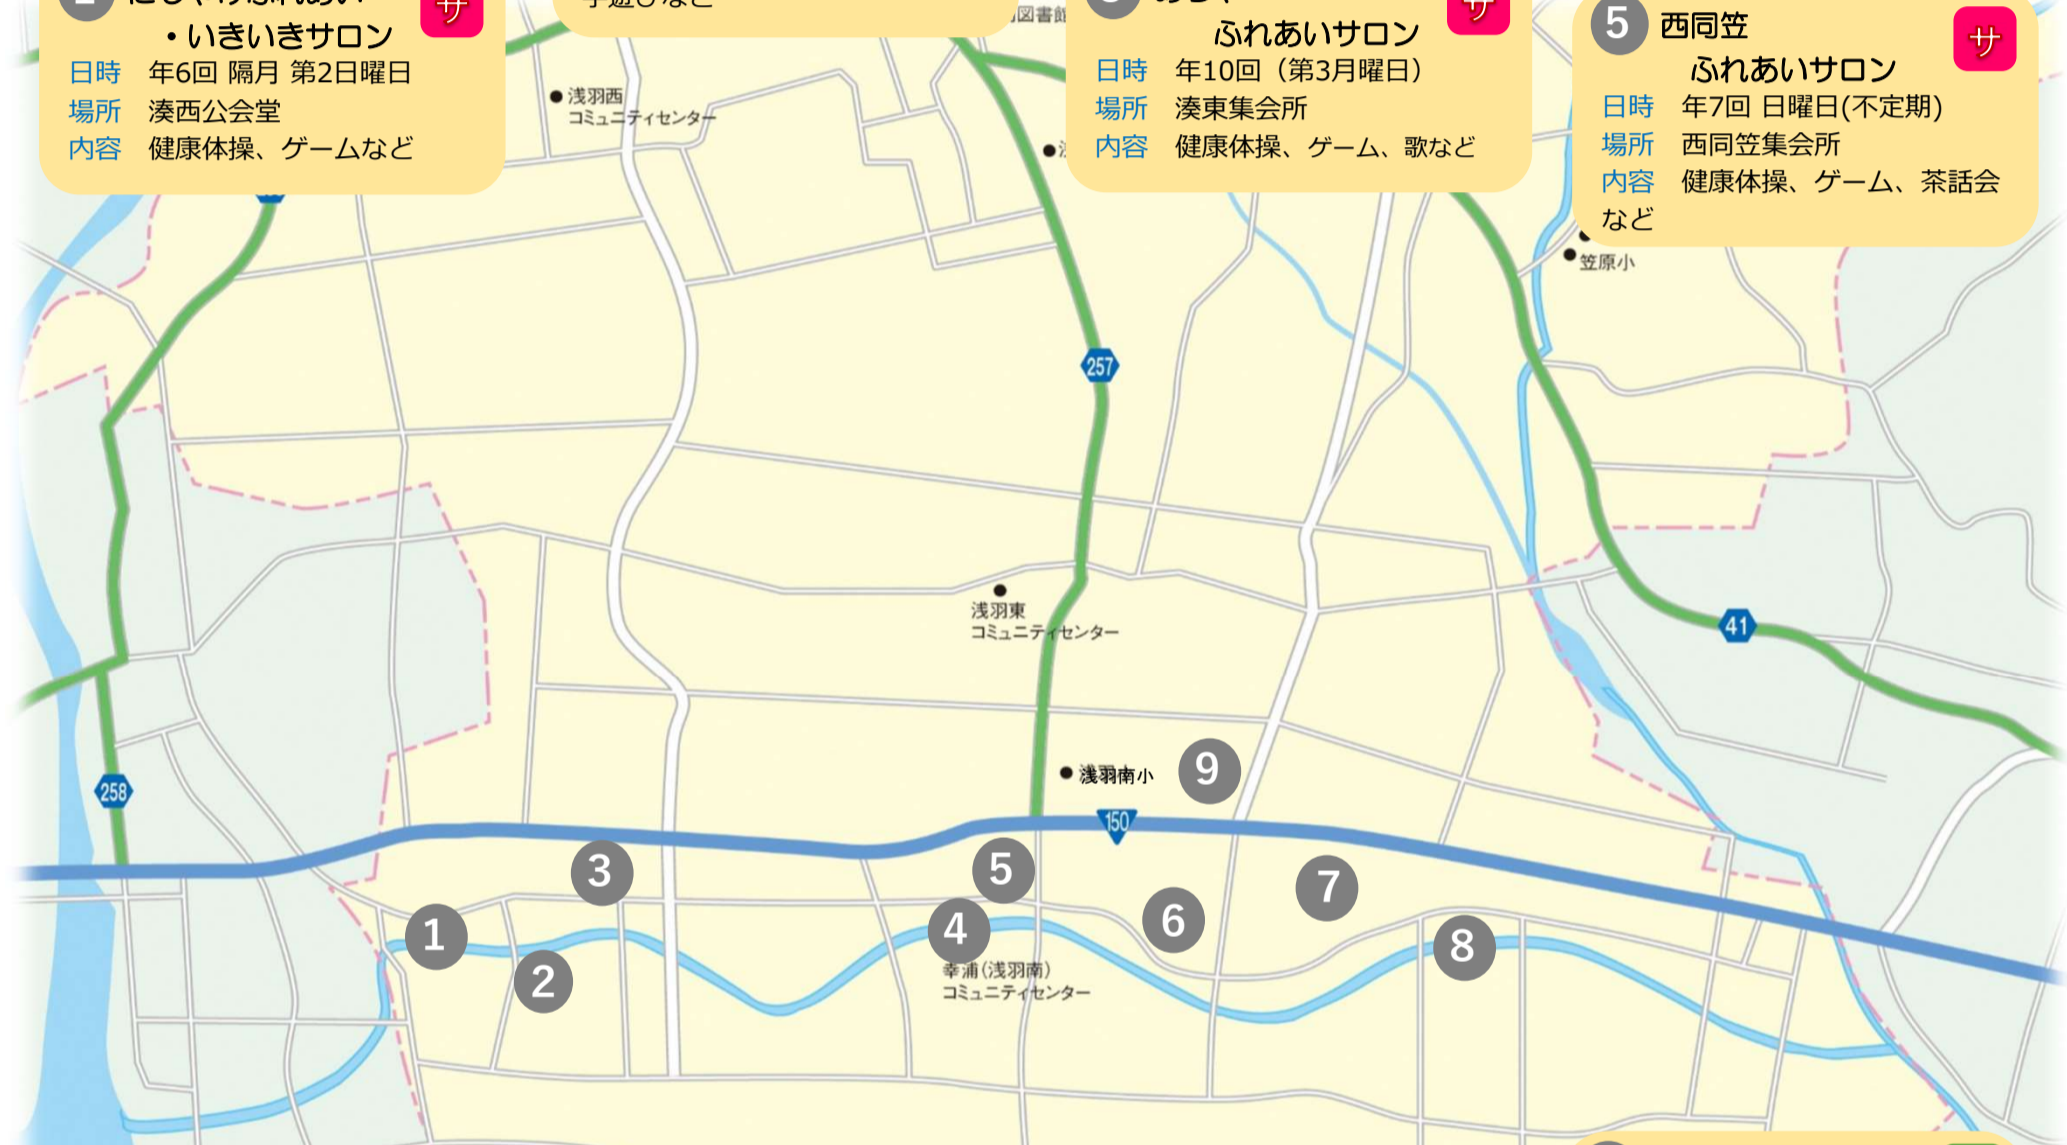 ・いきいきサロン
サ
日時 年6回 隔月 第2日曜日
場所 湊西公会堂
内容 健康体操、ゲームなど
図書館
ふれあいサロン
サ
日時 年10回（第3月曜日）
場所 湊東集会所
内容 健康体操、ゲーム、歌など
5 西同笠
ふれあいサロン
サ
日時 年7回 日曜日(不定期)
場所 西同笠集会所
内容 健康体操、ゲーム、茶話会
など
浅羽西
コミュニティセンター
笠原小
257
浅羽東
コミュニティセンター
41
浅羽南小
9
258
150
3
5
7
1
4
6
8
2
幸浦(浅羽南)
コミュニティセンター